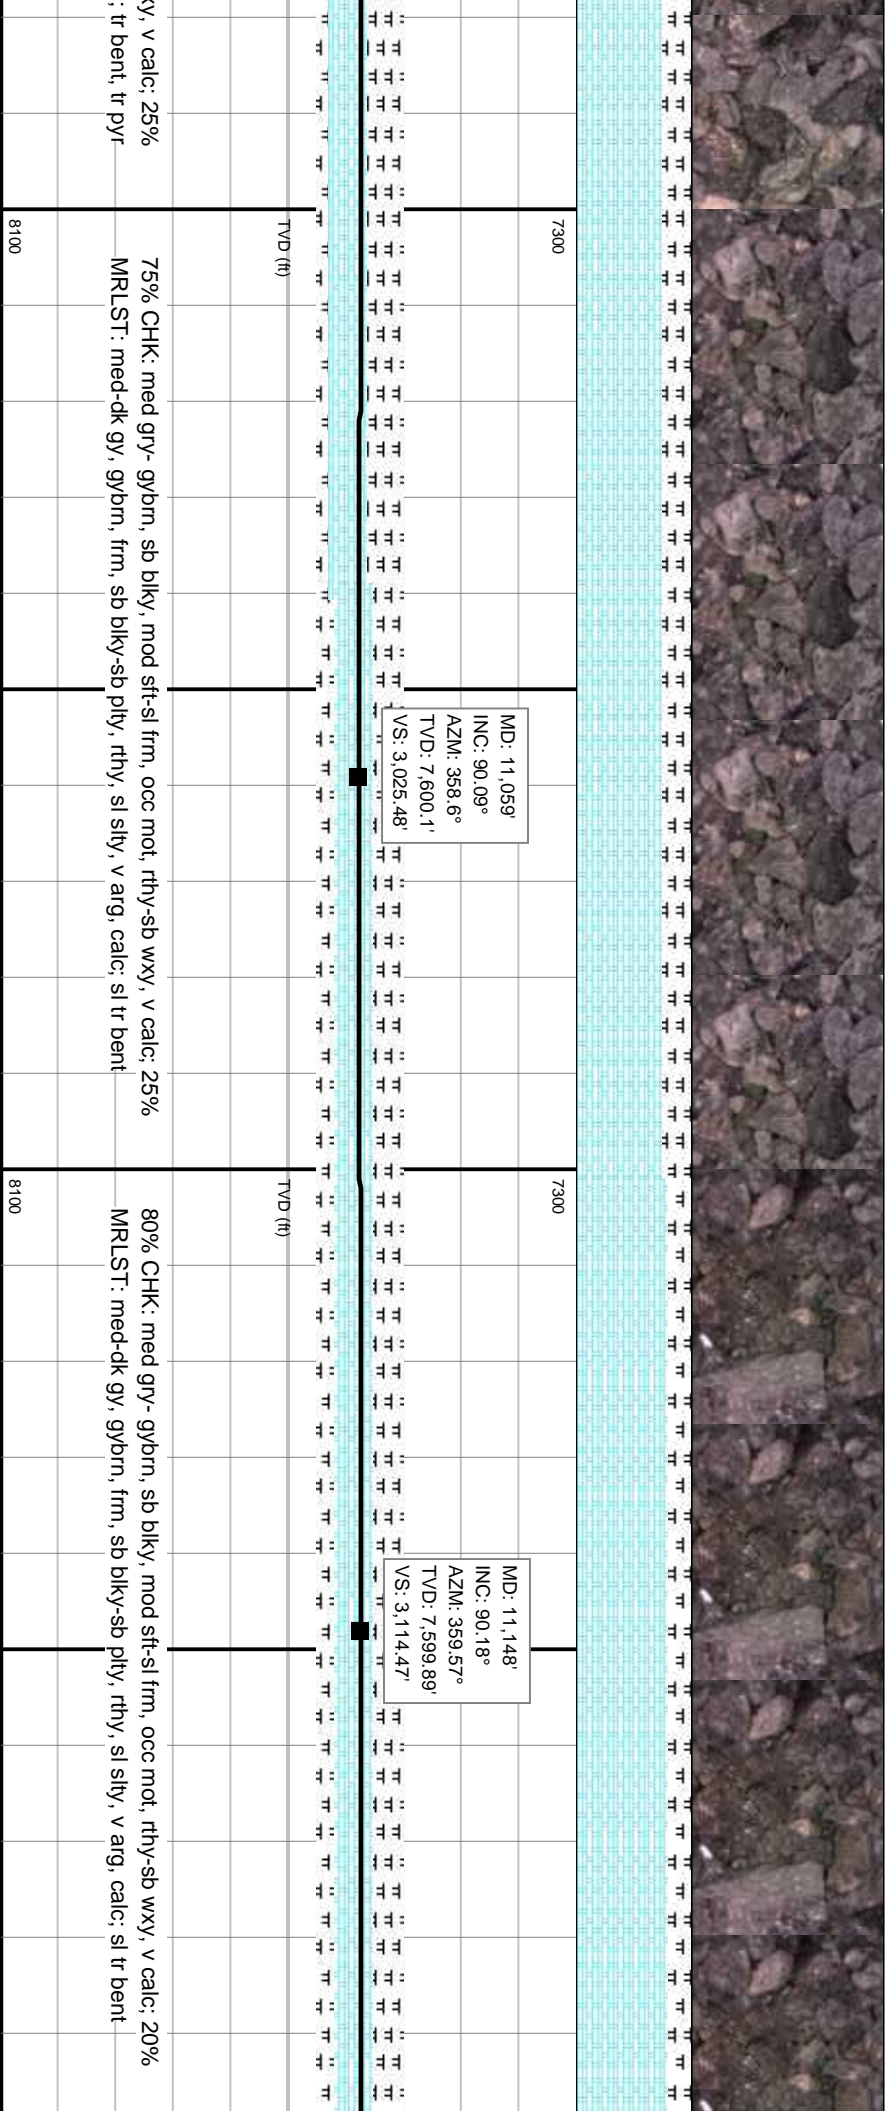 y, v calc; 25%
; tr bent, tr pyr
7300
TVD (ft)
8100
75% CHK: med gry- gybrn, sb blky, mod sft-sl frm, occ mot, rthy-sb wxy, v calc; 25%
MRLST: med-dk gy, gybrn, frm, sb blky-sb plty, rthy, sl slty, v arg, calc; sl tr bent
MD: 11,059'
INC: 90.09°
AZM: 358.6°
TVD: 7,600.1'
VS: 3,025.48'
7300
TVD (ft)
8100
80% CHK: med gry- gybrn, sb blky, mod sft-sl frm, occ mot, rthy-sb wxy, v calc; 20%
MRLST: med-dk gy, gybrn, frm, sb blky-sb plty, rthy, sl slty, v arg, calc; sl tr bent
MD: 11,148'
INC: 90.18°
AZM: 359.57°
TVD: 7,599.89'
VS: 3,114.47'